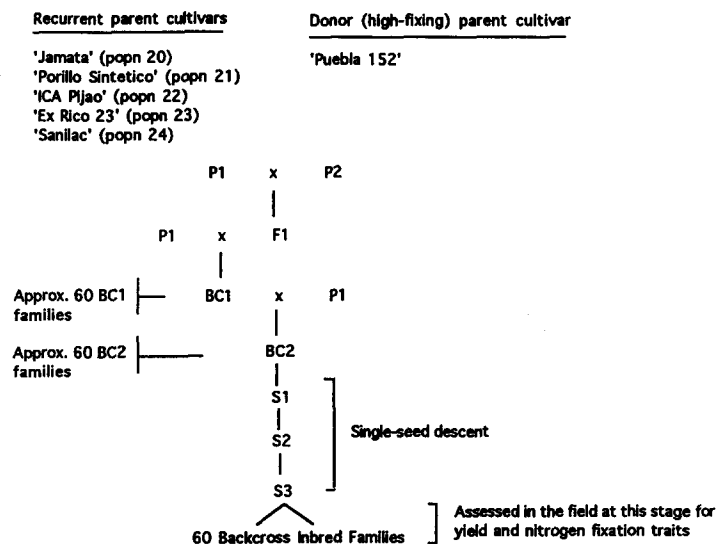 Recurrent parent cultivars
Donor (high-fixing) parent cultivar
'Jamata' (popn 20)
'Puebla 152'
'Porillo Sintetico' (popn 21)
'ICA Pijao' (popn 22)
'Ex Rico 23' (popn 23)
'Sanilac' (popn 24)
P1 x P2
P1 x F1
Approx. 60 BC1
families
BC1 x P1
Approx. 60 BC2
families
BC2
S1
S2
Single-seed descent
S3
60 Backcross Inbred Families
Assessed in the field at this stage for
yield and nitrogen fixation traits